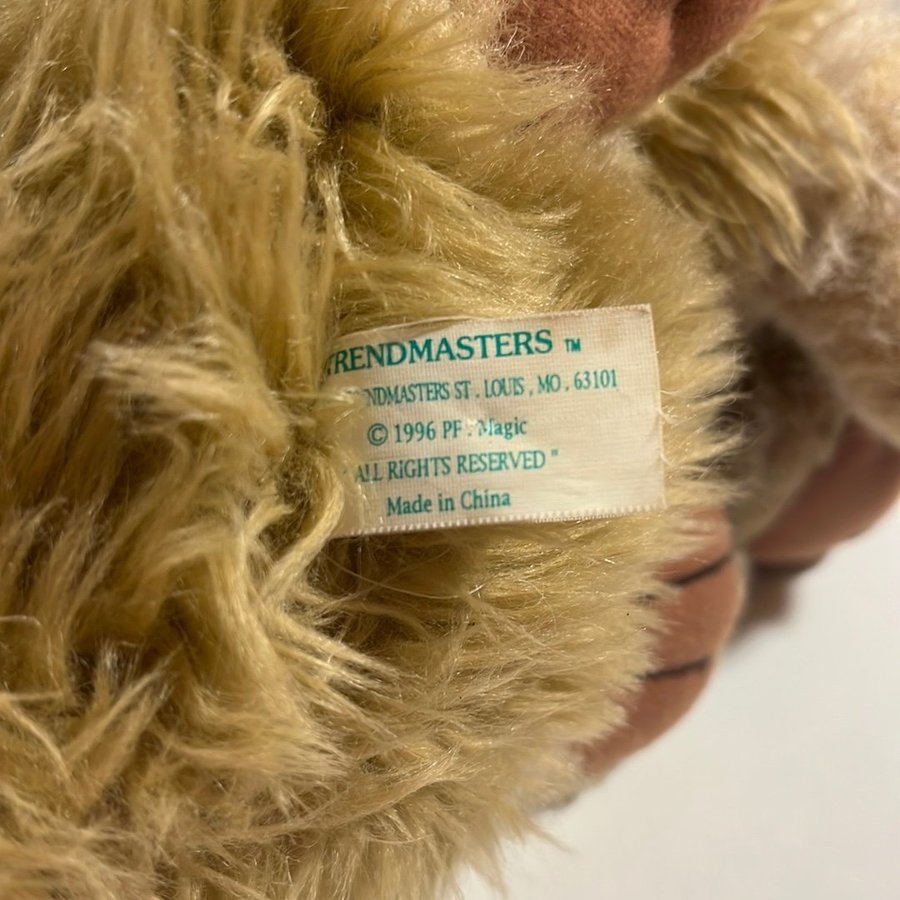 TRENDMASTERS ™
TRENDMASTERS ST . LOUIS , MO . 63101
© 1996 PF . Magic
" ALL RiGHTS RESERVED "
Made in China